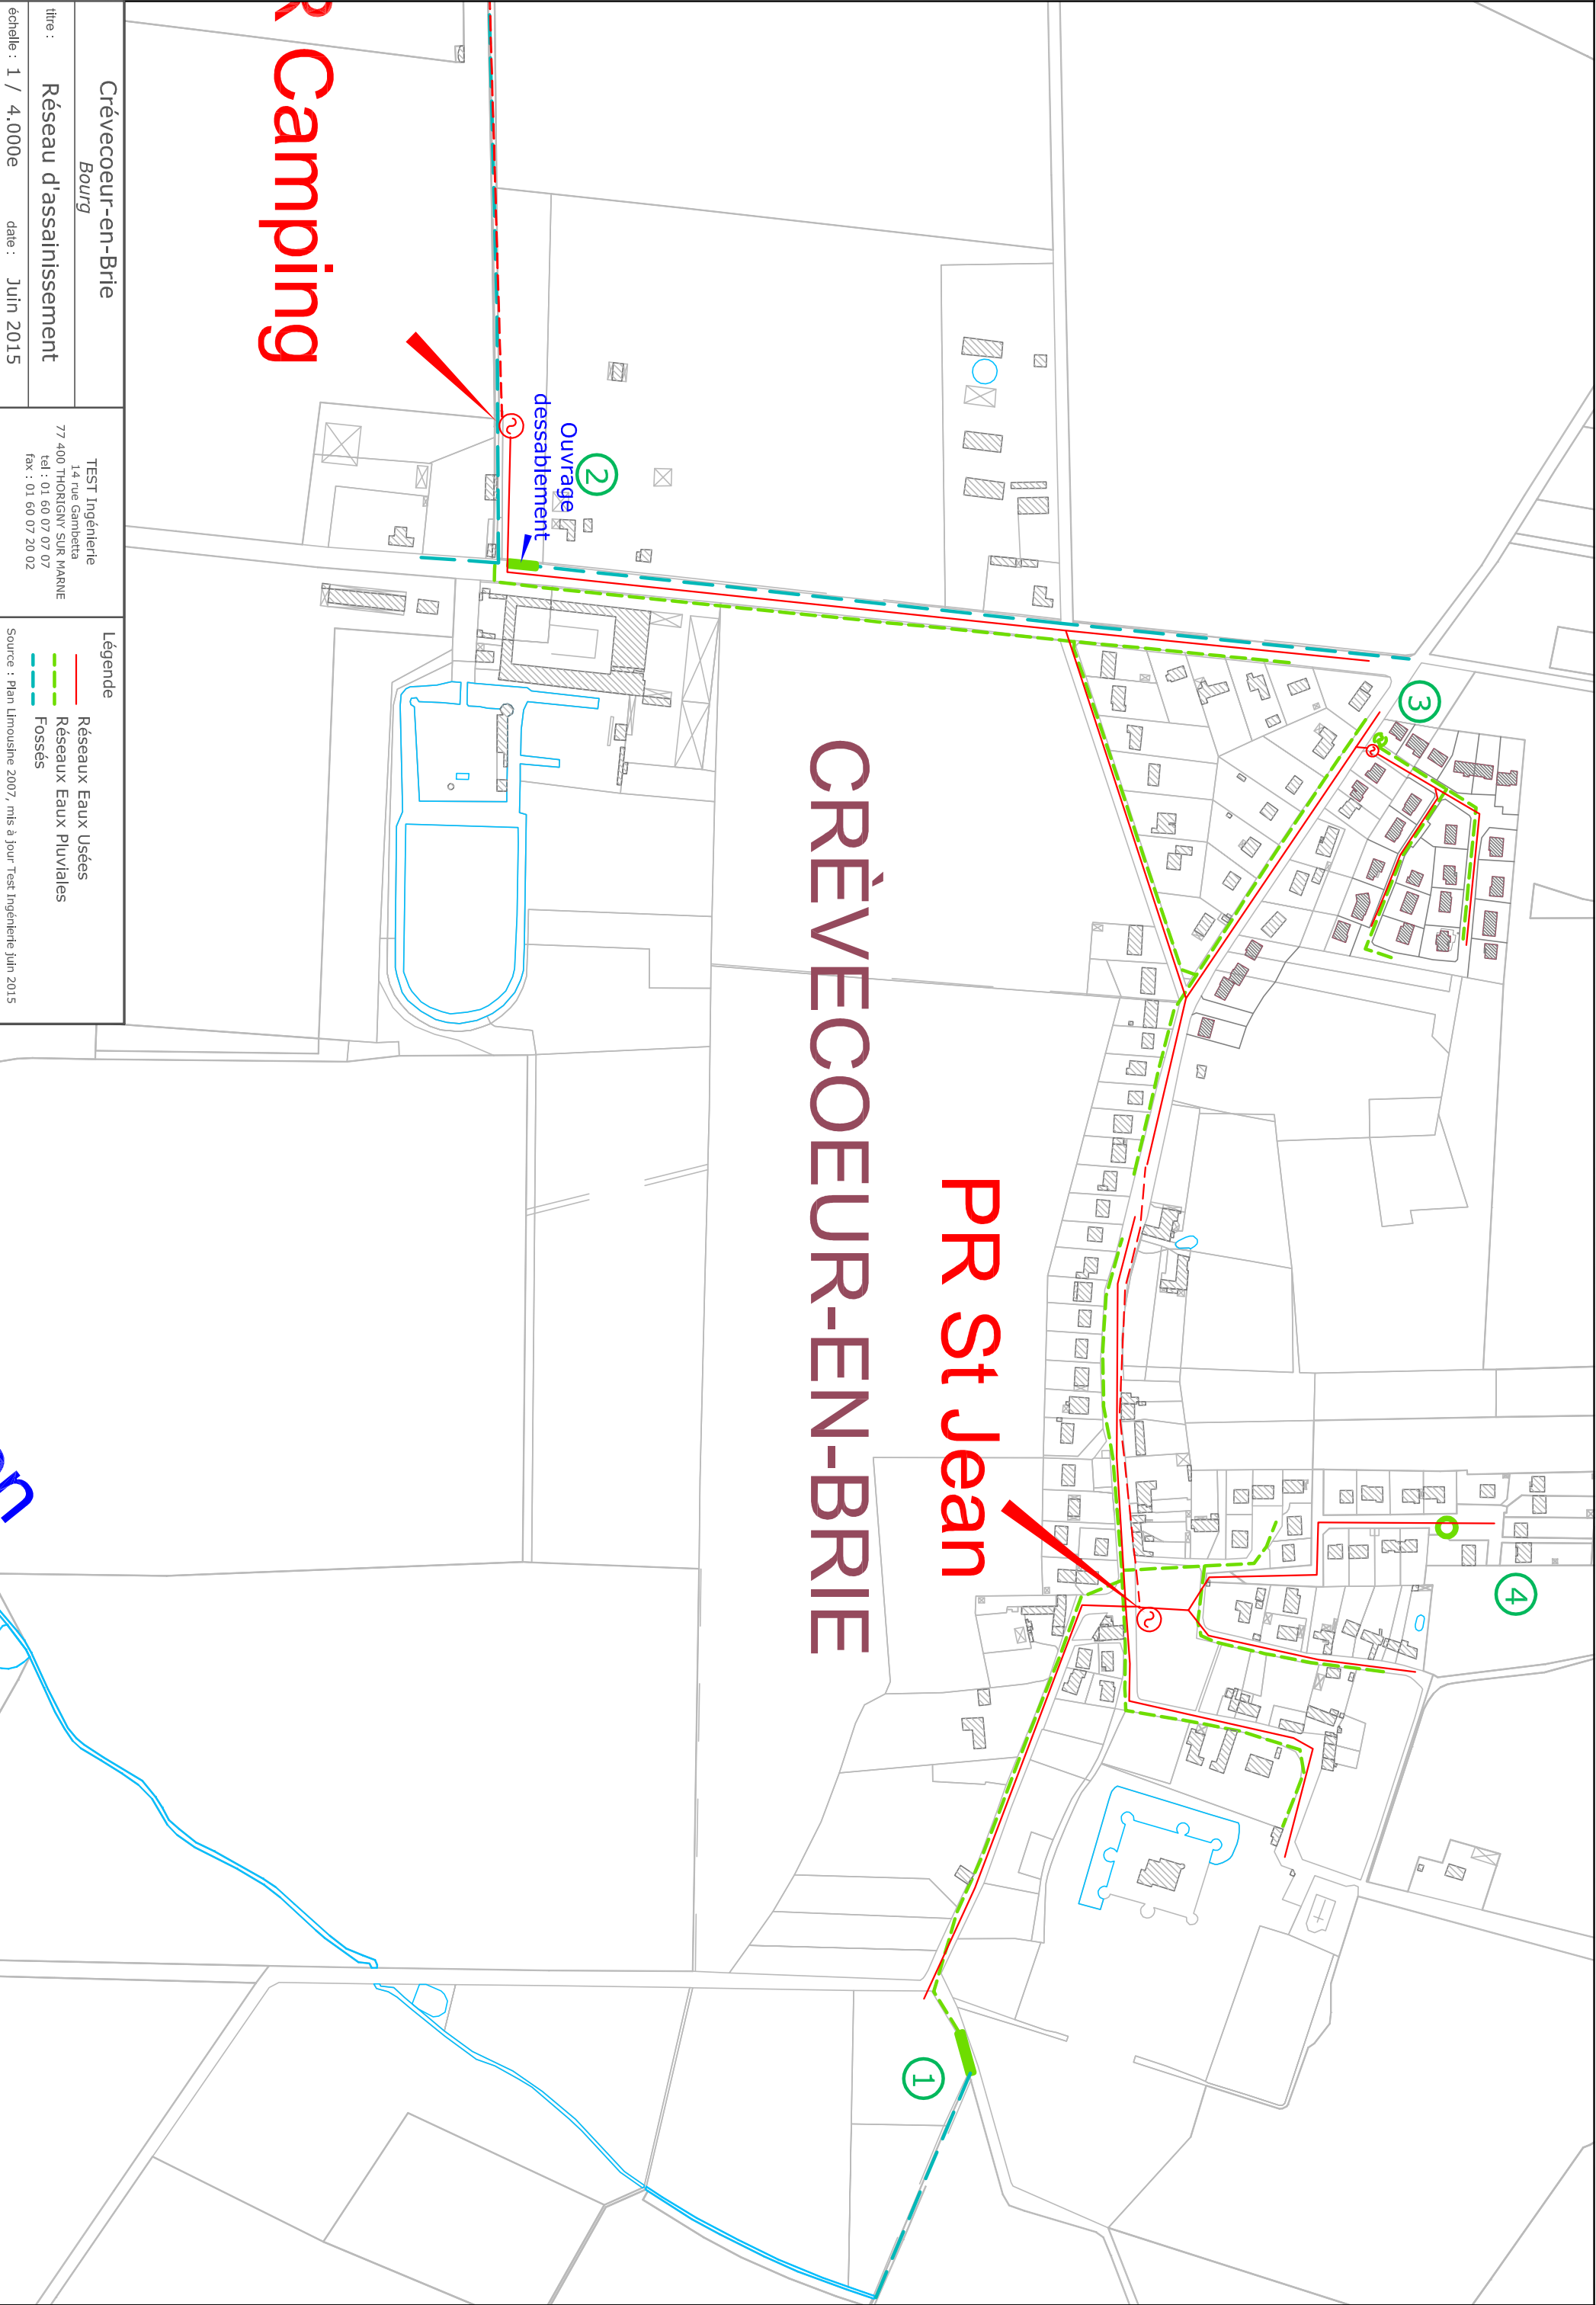 R Camping
Ouvrage
dessablement
2
3
CRÈVECOEUR-EN-BRIE
PR St Jean
4
1
on
Crévecoeur-en-Brie
Bourg
titre : Réseau d'assainissement
échelle : 1 / 4.000e date : Juin 2015
TEST Ingénierie
14 rue Gambetta
77 400 THORIGNY SUR MARNE
tel : 01 60 07 07 07
fax : 01 60 07 20 02
Légende
Réseaux Eaux Usées
Réseaux Eaux Pluviales
Fossés
Source : Plan Limousine 2007, mis à jour Test Ingénierie juin 2015